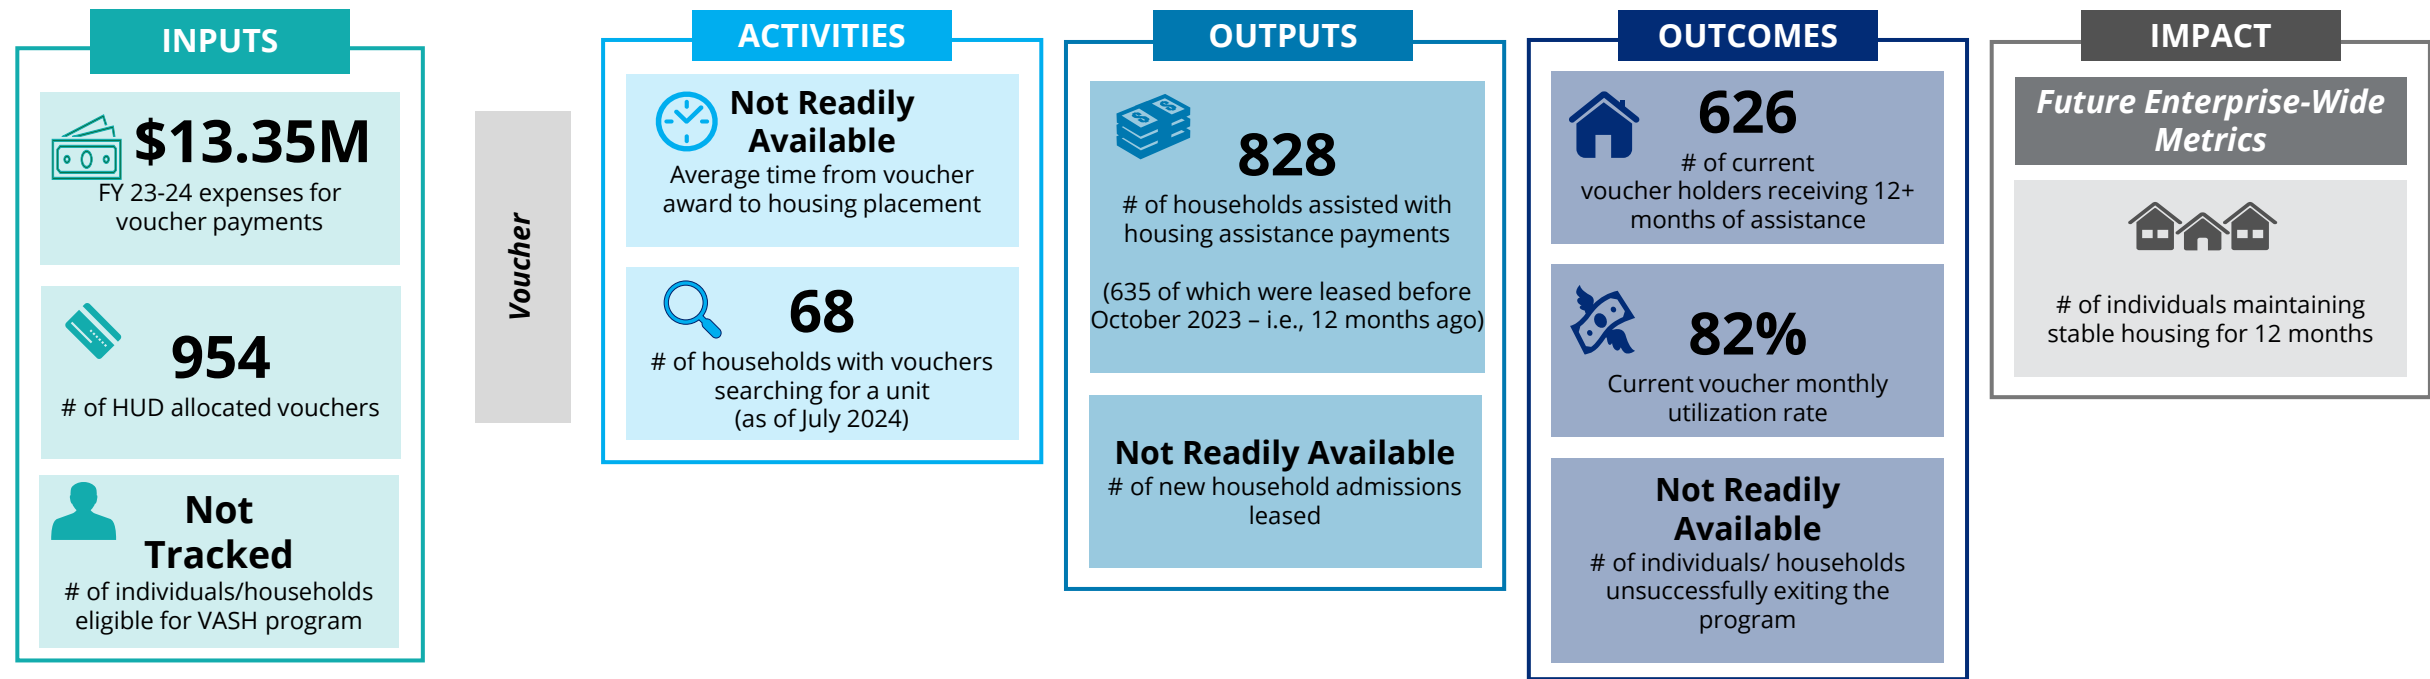 INPUTS
$13.35M
FY 23-24 expenses for
voucher payments
954
# of HUD allocated vouchers
Not
Tracked
# of individuals/households
eligible for VASH program
Voucher
ACTIVITIES
Not Readily
Available
Average time from voucher
award to housing placement
68
# of households with vouchers
searching for a unit
(as of July 2024)
OUTPUTS
828
# of households assisted with
housing assistance payments
(635 of which were leased before
October 2023 – i.e., 12 months ago)
Not Readily Available
# of new household admissions
leased
OUTCOMES
626
# of current
voucher holders receiving 12+
months of assistance
82%
Current voucher monthly
utilization rate
Not Readily
Available
# of individuals/ households
unsuccessfully exiting the
program
IMPACT
Future Enterprise-Wide
Metrics
# of individuals maintaining
stable housing for 12 months